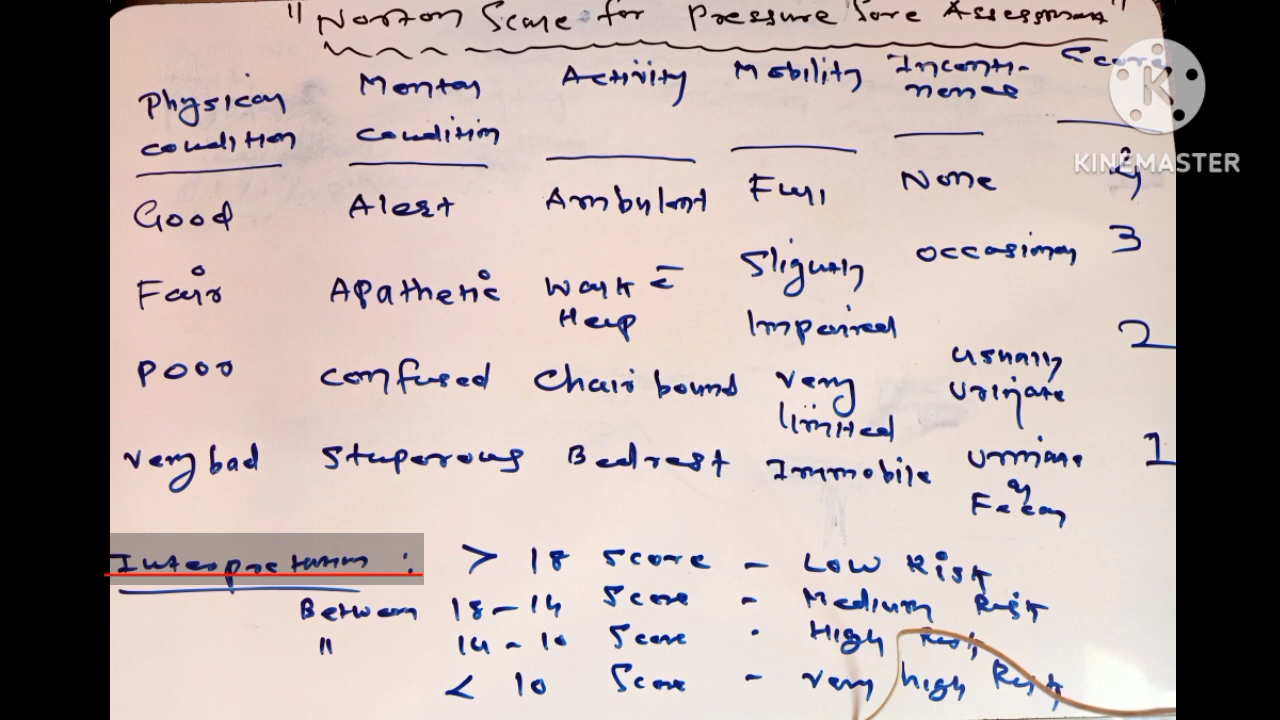 "Norton Scale for Pressure Sore Assessment"
Physical condition Mental condition Activity Mobility Inconti-nence Score
KINEMASTER
Good Alert Ambulant Full None 4
Fair Apathetic Walk c̄ Help Slightly Impaired occasional 3
Poor confused Chair bound very limited usually urinate 2
very bad Stuperous Bedrest Immobile urinary & Fecal 1
Interpretation :
> 18 Score - Low Risk
Between 18-14 Score - Medium Risk
" 14-10 Score - High Risk
< 10 Score - very high Risk